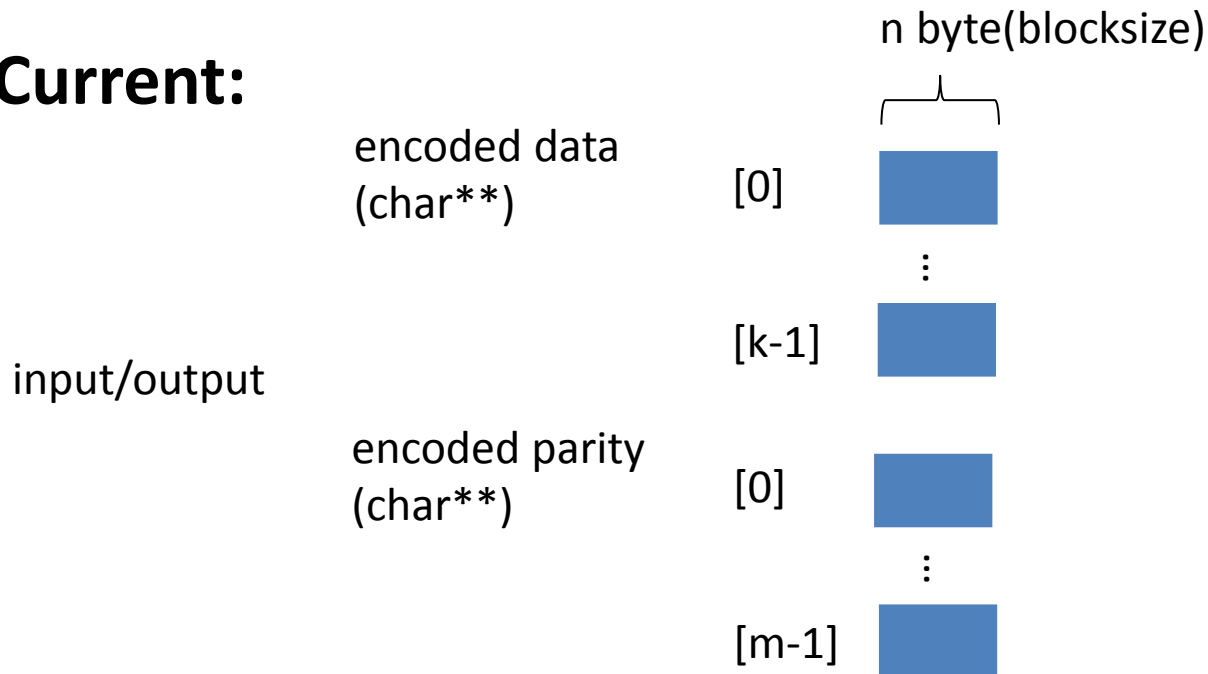 n byte(blocksize)
Current:
encoded data
(char**)
[0]
...
[k-1]
input/output
encoded parity
(char**)
[0]
...
[m-1]